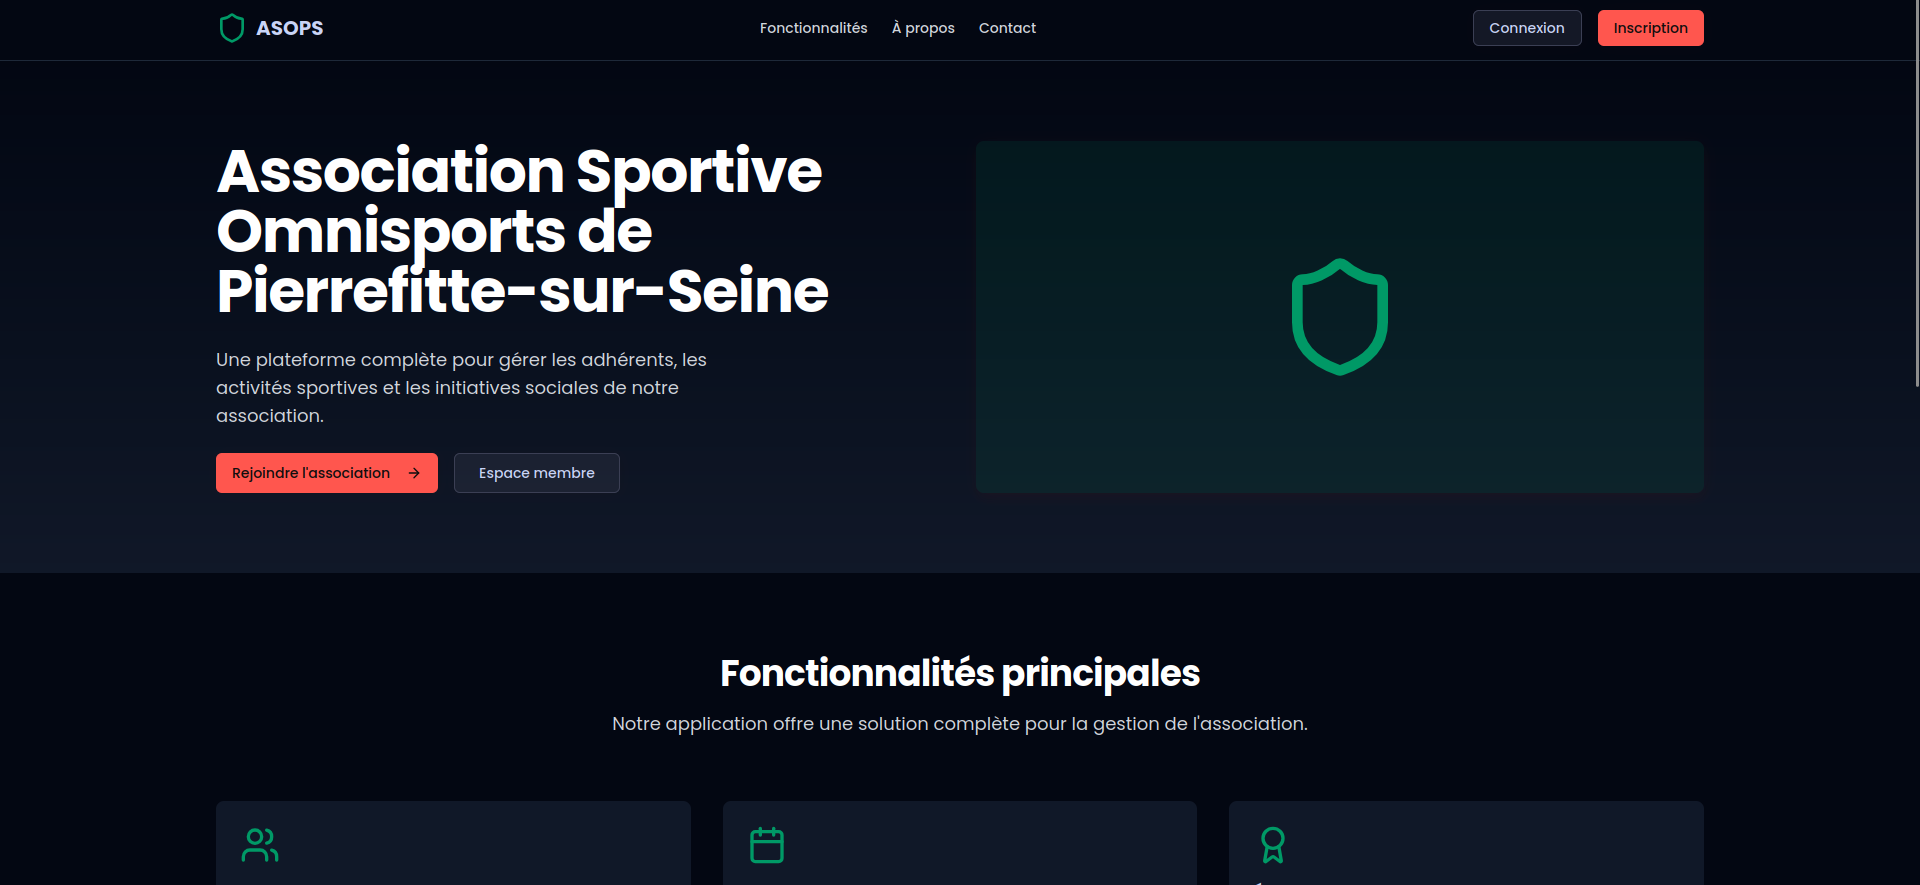 ASOPS
Fonctionnalités
À propos
Contact
Connexion
Inscription
Association Sportive
Omnisports de
Pierrefitte-sur-Seine
Une plateforme complète pour gérer les adhérents, les
activités sportives et les initiatives sociales de notre
association.
Rejoindre l'association
Espace membre
Fonctionnalités principales
Notre application offre une solution complète pour la gestion de l'association.